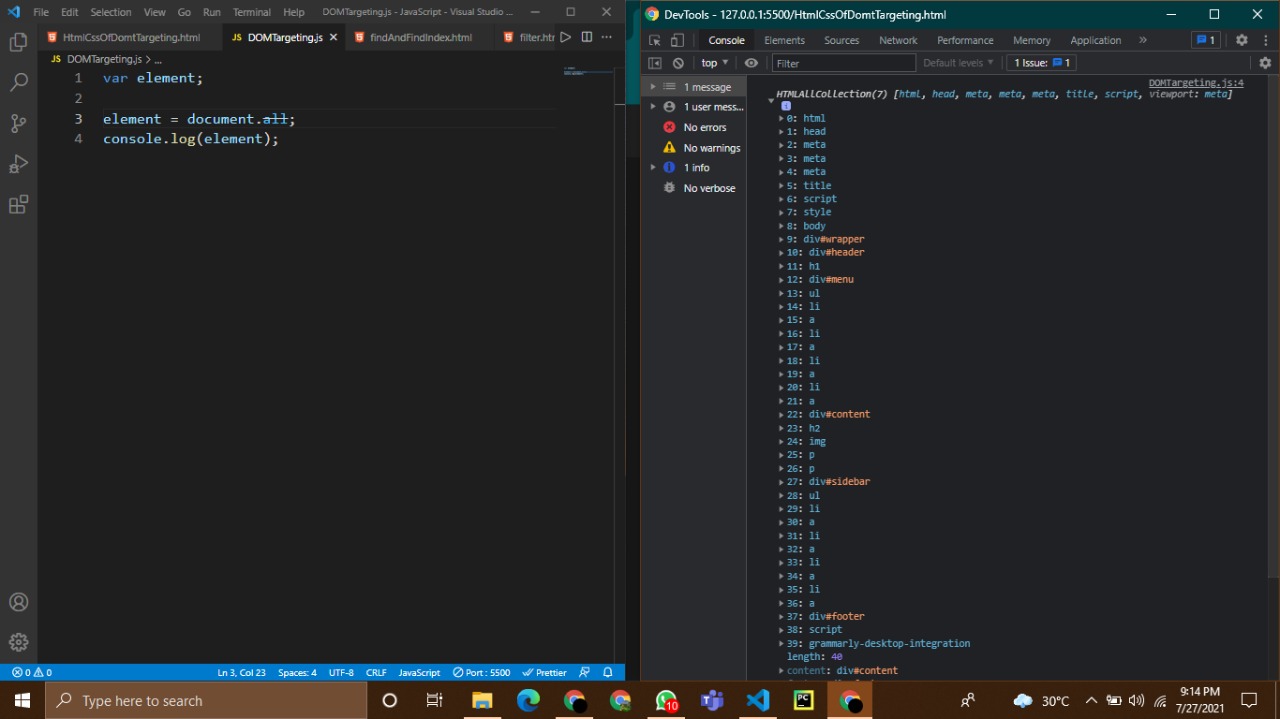 File Edit Selection View Go Run Terminal Help DOMTargeting.js - JavaScript - Visual Studio ...
HtmlCssOfDomtTargeting.html JS DOMTargeting.js findAndFindIndex.html filter.htr
JS DOMTargeting.js > ...
1 var element;
2
3 element = document.all;
4 console.log(element);
0 0 Ln 3, Col 23 Spaces: 4 UTF-8 CRLF JavaScript Port : 5500 Prettier
DevTools - 127.0.0.1:5500/HtmlCssOfDomtTargeting.html
Console Elements Sources Network Performance Memory Application » 1
top Filter Default levels 1 Issue: 1
1 message
1 user mess...
No errors
No warnings
1 info
No verbose
DOMTargeting.js:4
HTMLAllCollection(7) [html, head, meta, meta, meta, title, script, viewport: meta]
i
0: html
1: head
2: meta
3: meta
4: meta
5: title
6: script
7: style
8: body
9: div#wrapper
10: div#header
11: h1
12: div#menu
13: ul
14: li
15: a
16: li
17: a
18: li
19: a
20: li
21: a
22: div#content
23: h2
24: img
25: p
26: p
27: div#sidebar
28: ul
29: li
30: a
31: li
32: a
33: li
34: a
35: li
36: a
37: div#footer
38: script
39: grammarly-desktop-integration
length: 40
content: div#content
Type here to search
10
PC
30°C
9:14 PM
7/27/2021